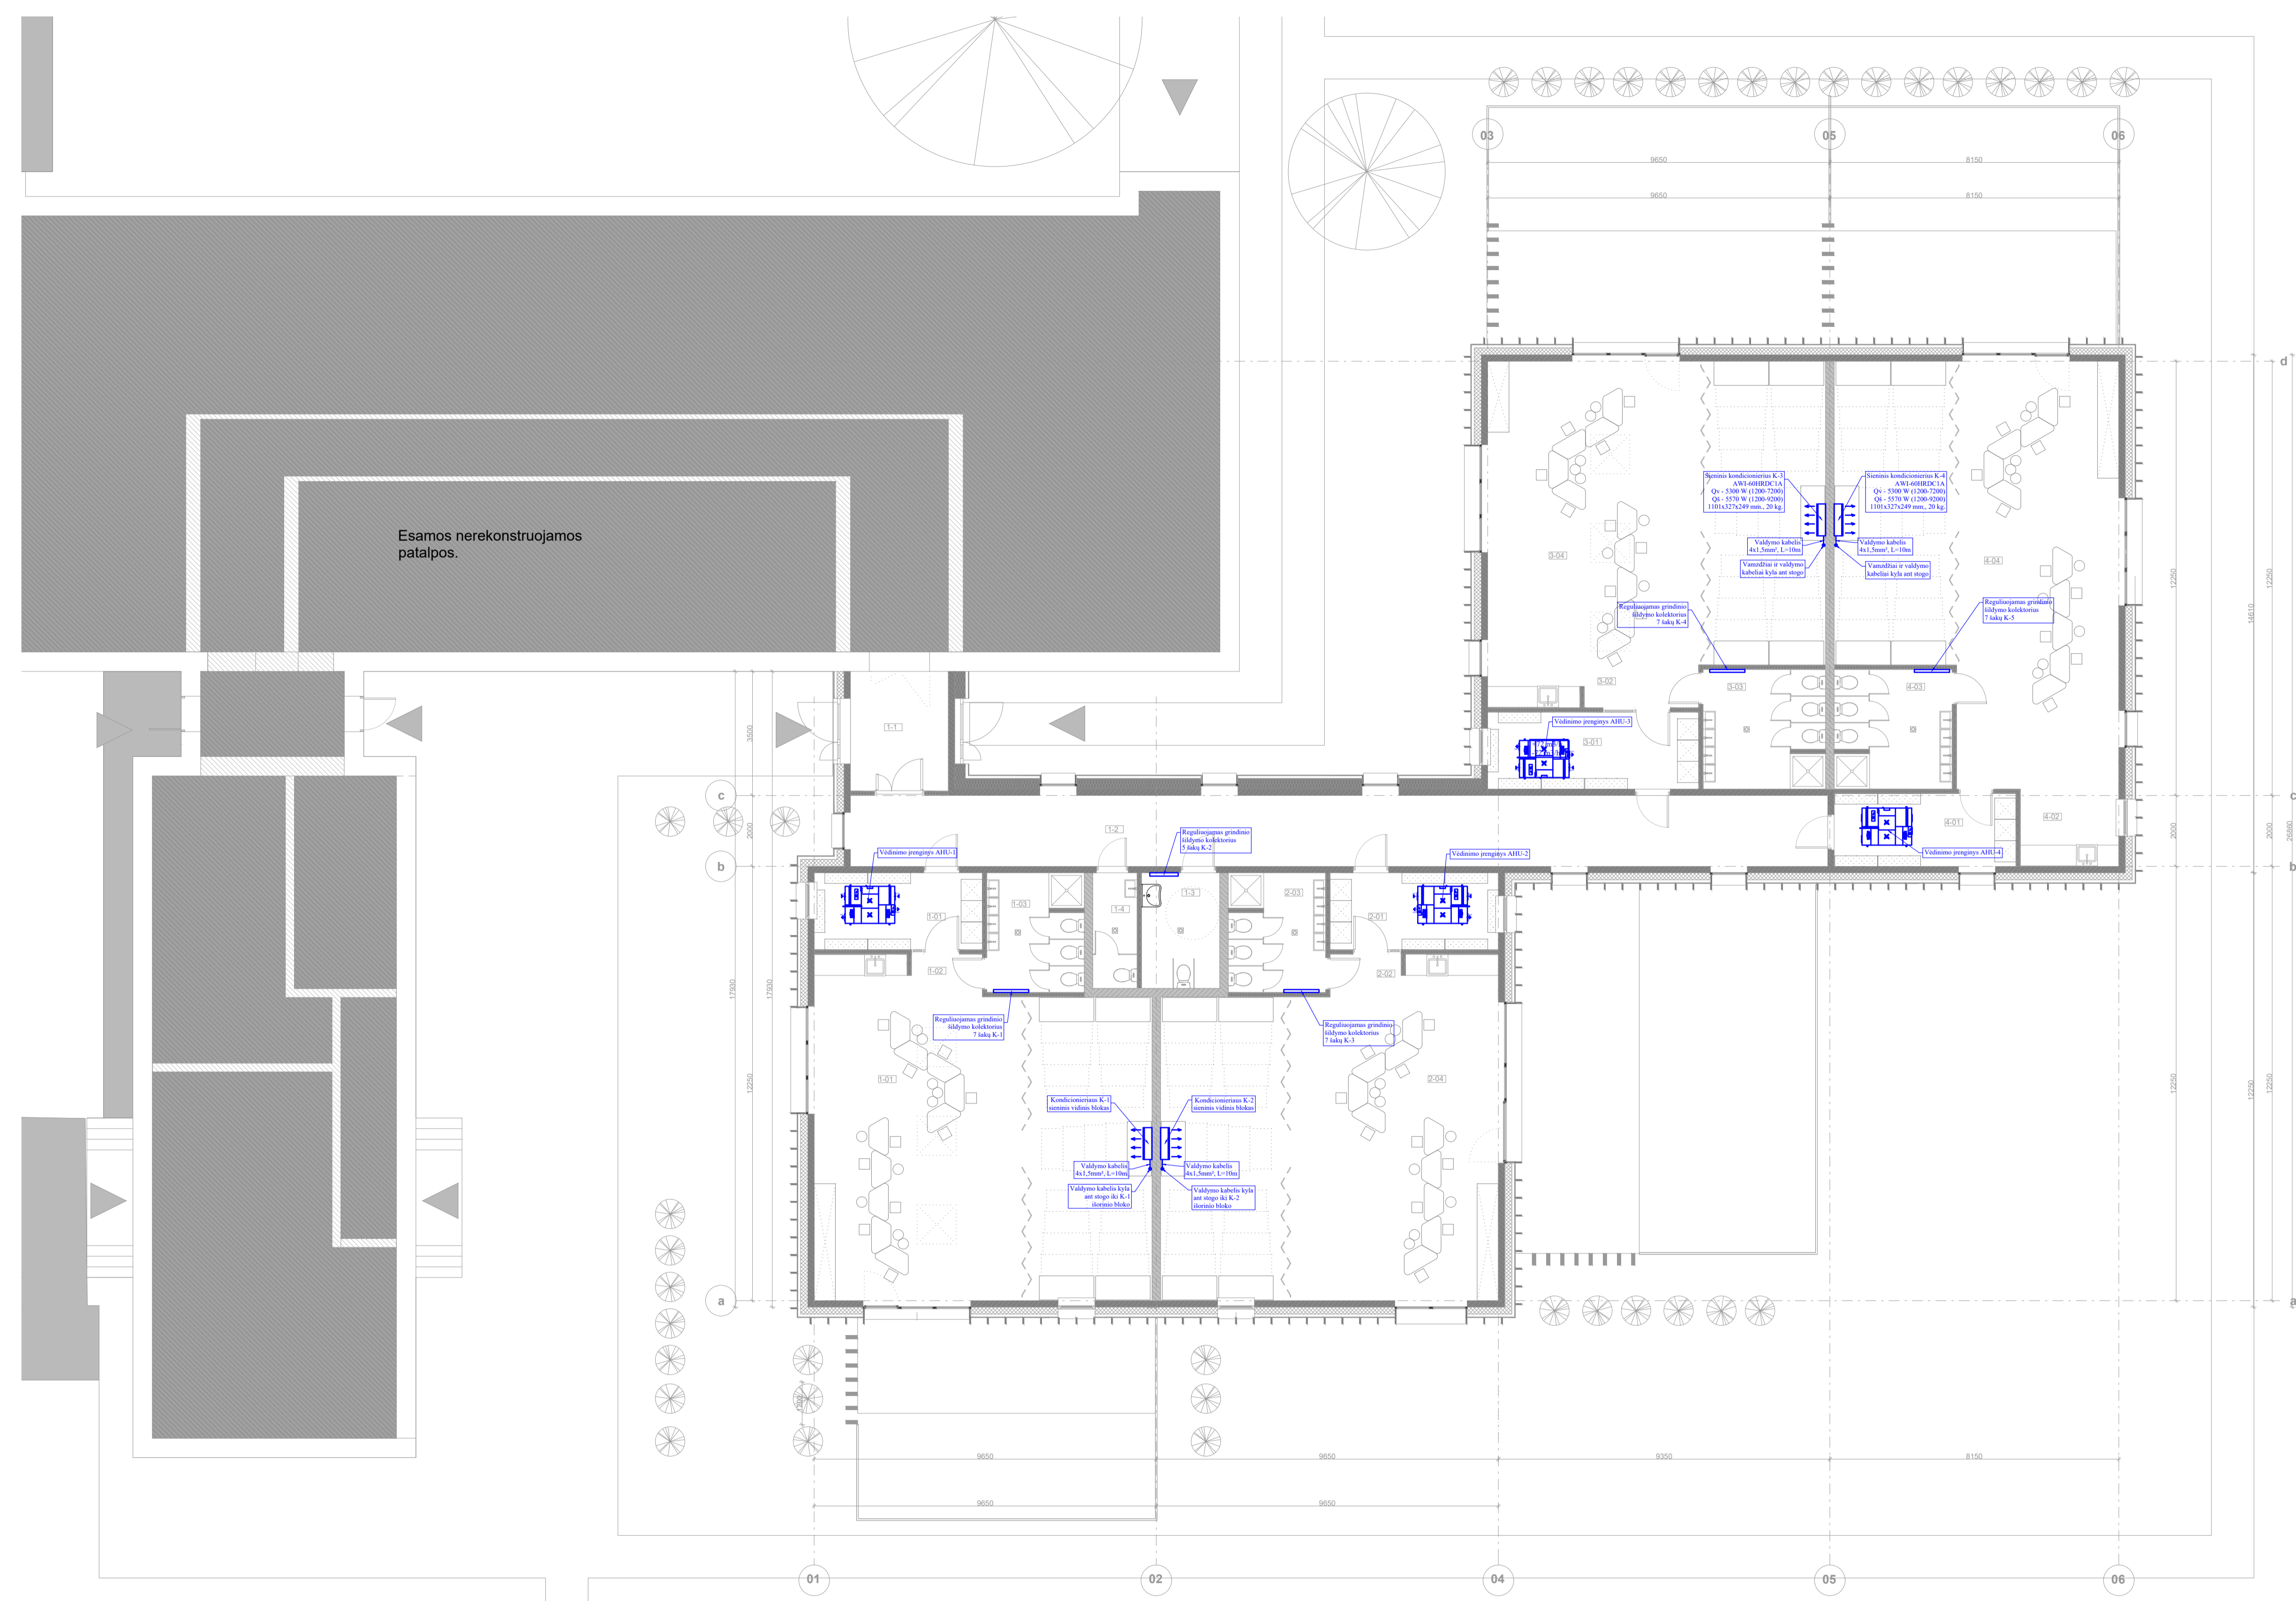 03
05
06
9650
8150
9650
8150
d
Esamos nerekonstruojamos
patalpos.
Sieninis kondicionierius K-3
AWI-60HRDC1A
Qv - 5300 W (1200-7200)
Qš - 5570 W (1200-9200)
1101x327x249 mm., 20 kg.
Sieninis kondicionierius K-4
AWI-60HRDC1A
Qv - 5300 W (1200-7200)
Qš - 5570 W (1200-9200)
1101x327x249 mm., 20 kg.
Valdymo kabelis
4x1,5mm², L=10m
Valdymo kabelis
4x1,5mm², L=10m
Vamzdžiai ir valdymo
kabeliai kyla ant stogo
Vamzdžiai ir valdymo
kabeliai kyla ant stogo
3-04
4-04
12250
12250
14610
Reguliuojamas grindinio
šildymo kolektorius
7 šakų K-4
Reguliuojamas grindinio
šildymo kolektorius
7 šakų K-5
3-02
3-03
4-03
1-1
3500
Vėdinimo įrenginys AHU-3
3-01
c
c
2000
1-2
Reguliuojamas grindinio
šildymo kolektorius
5 šakų K-2
4-01
4-02
2000
2000
26980
Vėdinimo įrenginys AHU-1
Vėdinimo įrenginys AHU-2
Vėdinimo įrenginys AHU-4
b
b
1-01
1-03
1-4
1-3
2-03
2-01
1-02
2-02
17930
17930
Reguliuojamas grindinio
šildymo kolektorius
7 šakų K-1
Reguliuojamas grindinio
šildymo kolektorius
7 šakų K-3
1-01
2-04
12250
12250
12250
12250
Kondicionieriaus K-1
sieninis vidinis blokas
Kondicionieriaus K-2
sieninis vidinis blokas
Valdymo kabelis
4x1,5mm², L=10m
Valdymo kabelis
4x1,5mm², L=10m
Valdymo kabelis kyla
ant stogo iki K-1
išorinio bloko
Valdymo kabelis kyla
ant stogo iki K-2
išorinio bloko
a
a
9650
9650
9350
8150
9650
9650
01
02
04
05
06